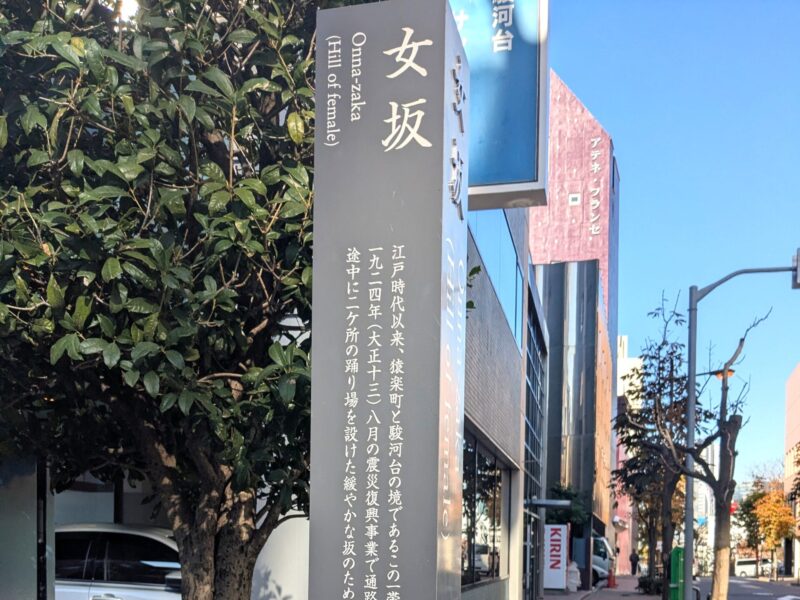 女坂
Onna-zaka
(Hill of female)
江戸時代以来、猿楽町と駿河台の境であるこの一帯
一九二四年(大正十三)八月の震災復興事業で通路
途中に二ケ所の踊り場を設けた緩やかな坂のため
女坂
駿河台
アテネ・フランセ
KIRIN